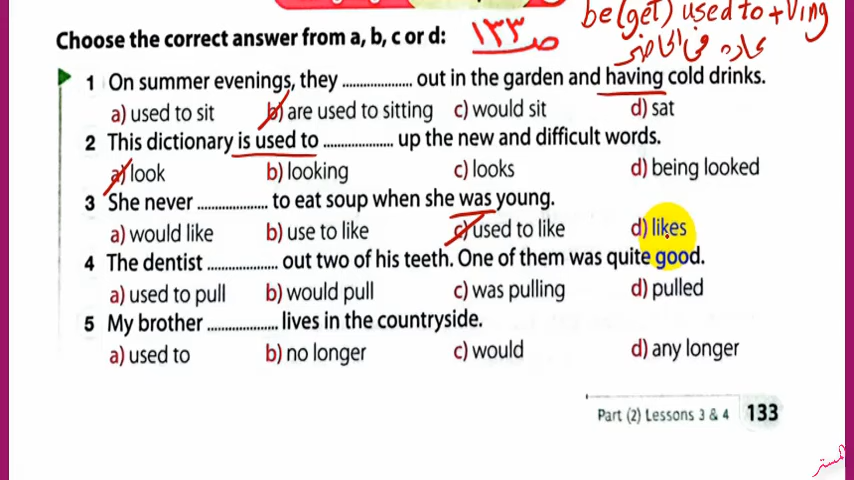 be (get) used to + Ving
عاده فى الحاضر
Choose the correct answer from a, b, c or d:
ص ١٣٣
1 On summer evenings, they .................. out in the garden and having cold drinks.
a) used to sit b) are used to sitting c) would sit d) sat
2 This dictionary is used to .................. up the new and difficult words.
a) look b) looking c) looks d) being looked
3 She never .................. to eat soup when she was young.
a) would like b) use to like c) used to like d) likes
4 The dentist .................. out two of his teeth. One of them was quite good.
a) used to pull b) would pull c) was pulling d) pulled
5 My brother .................. lives in the countryside.
a) used to b) no longer c) would d) any longer
Part (2) Lessons 3 & 4 133
المستر